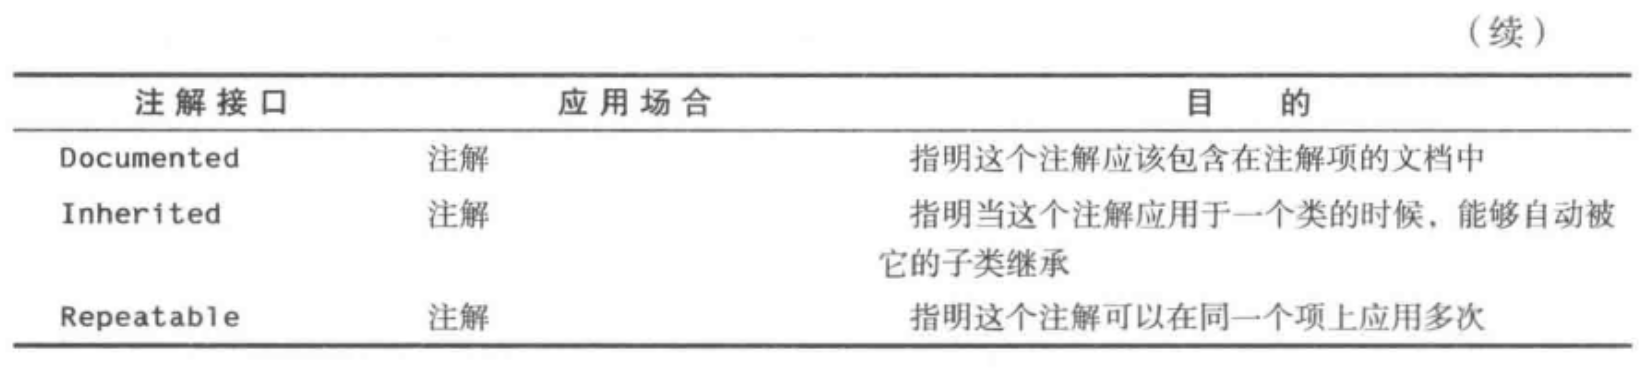 （续）
注解接口 应用场合 目 的
Documented 注解 指明这个注解应该包含在注解项的文档中
Inherited 注解 指明当这个注解应用于一个类的时候，能够自动被
它的子类继承
Repeatable 注解 指明这个注解可以在同一个项上应用多次